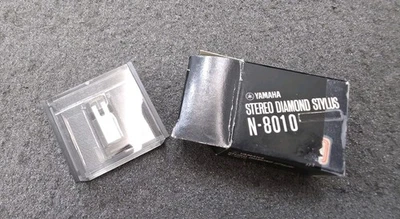 YAMAHA
STEREO DIAMOND STYLUS
N-8010